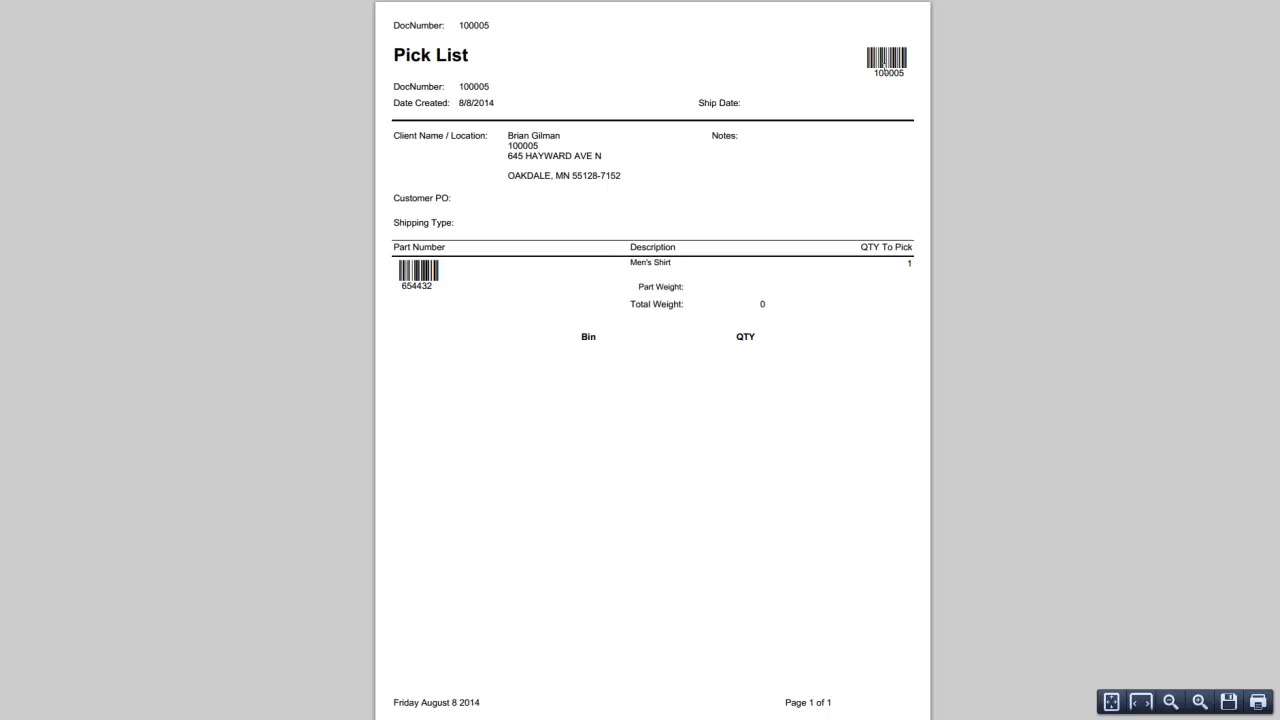 DocNumber: 100005
Pick List
100005
DocNumber: 100005
Date Created: 8/8/2014 Ship Date:
Client Name / Location: Brian Gilman Notes:
100005
645 HAYWARD AVE N
OAKDALE, MN 55128-7152
Customer PO:
Shipping Type:
Part Number Description QTY To Pick
Men's Shirt 1
654432 Part Weight:
Total Weight: 0
Bin QTY
Friday August 8 2014 Page 1 of 1